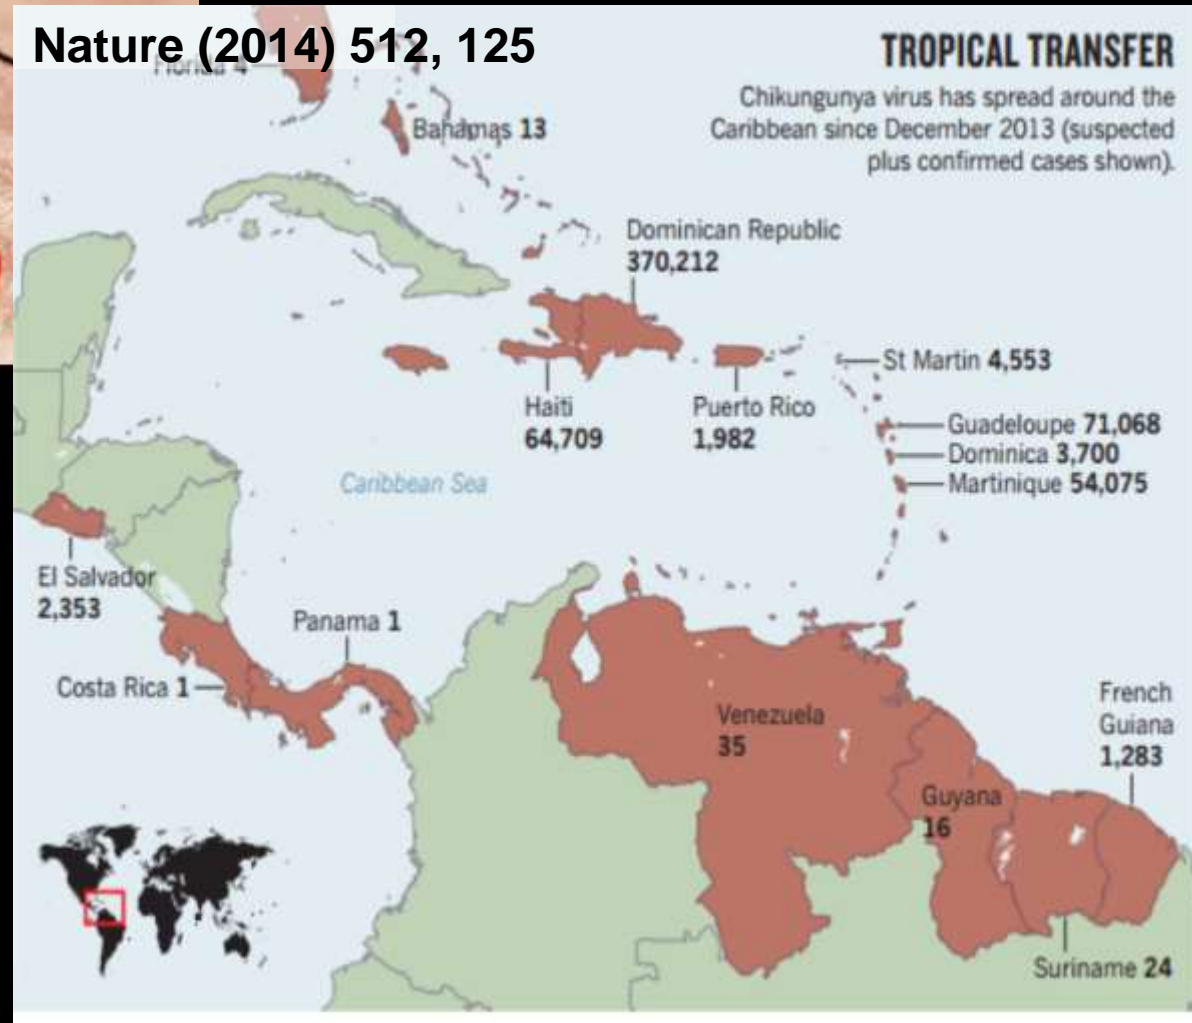 Nature (2014) 512, 125
TROPICAL TRANSFER
Chikungunya virus has spread around the
Caribbean since December 2013 (suspected
plus confirmed cases shown).
Florida 4
Bahamas 13
Dominican Republic
370,212
St Martin 4,553
Haiti
64,709
Puerto Rico
1,982
Guadeloupe 71,068
Dominica 3,700
Martinique 54,075
Caribbean Sea
El Salvador
2,353
Panama 1
Costa Rica 1
Venezuela
35
French
Guiana
1,283
Guyana
16
Suriname 24